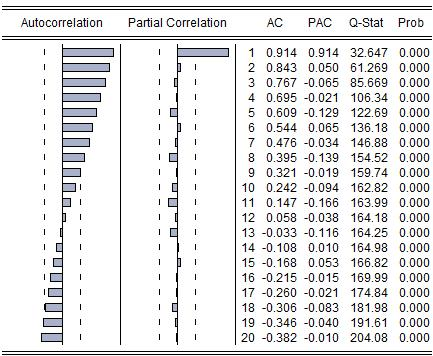 Autocorrelation Partial Correlation AC PAC Q-Stat Prob
1 0.914 0.914 32.647 0.000
2 0.843 0.050 61.269 0.000
3 0.767 -0.065 85.669 0.000
4 0.695 -0.021 106.34 0.000
5 0.609 -0.129 122.69 0.000
6 0.544 0.065 136.18 0.000
7 0.476 -0.034 146.88 0.000
8 0.395 -0.139 154.52 0.000
9 0.321 -0.019 159.74 0.000
10 0.242 -0.094 162.82 0.000
11 0.147 -0.166 163.99 0.000
12 0.058 -0.038 164.18 0.000
13 -0.033 -0.116 164.25 0.000
14 -0.108 0.010 164.98 0.000
15 -0.168 0.053 166.82 0.000
16 -0.215 -0.015 169.99 0.000
17 -0.260 -0.021 174.84 0.000
18 -0.306 -0.083 181.98 0.000
19 -0.346 -0.040 191.61 0.000
20 -0.382 -0.010 204.08 0.000